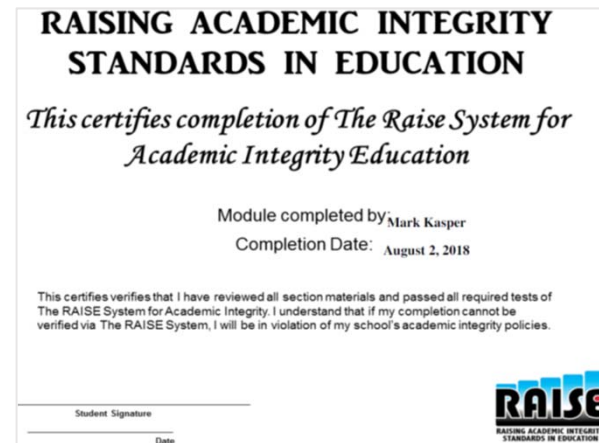 RAISING ACADEMIC INTEGRITY
STANDARDS IN EDUCATION
This certifies completion of The Raise System for
Academic Integrity Education
Module completed by: Mark Kasper
Completion Date: August 2, 2018
This certifies verifies that I have reviewed all section materials and passed all required tests of
The RAISE System for Academic Integrity. I understand that if my completion cannot be
verified via The RAISE System, I will be in violation of my school's academic integrity policies.
Student Signature
Date
RAISE
RAISING ACADEMIC INTEGRIT
STANDARDS IN EDUCATION